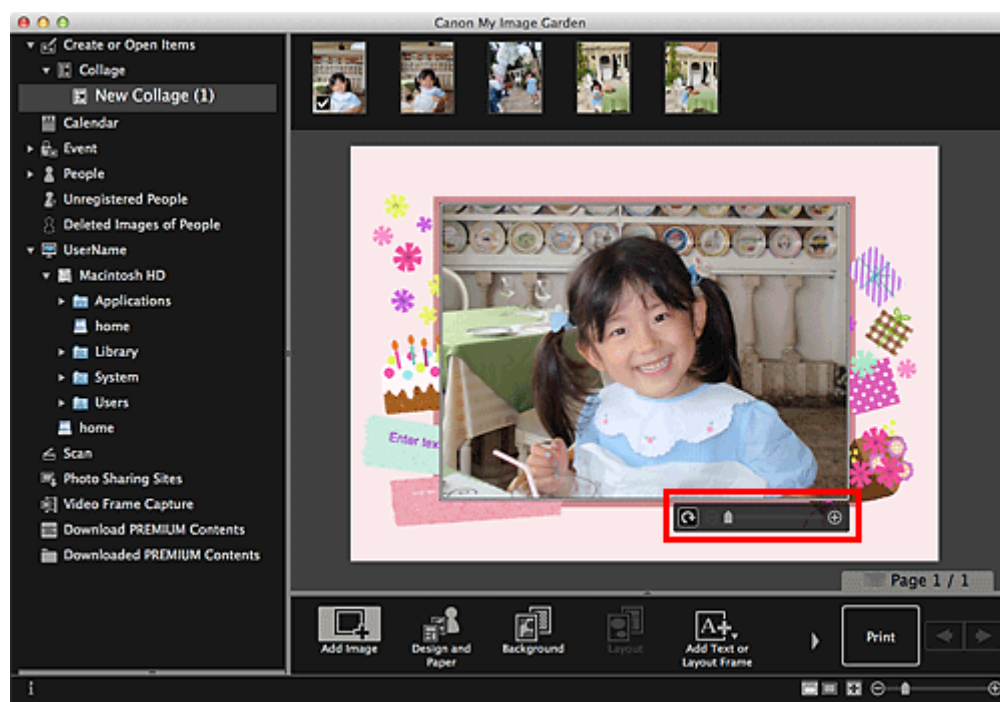 Canon My Image Garden
Create or Open Items
Collage
New Collage (1)
Calendar
Event
People
Unregistered People
Deleted Images of People
UserName
Macintosh HD
Applications
home
Library
System
Users
home
Scan
Photo Sharing Sites
Video Frame Capture
Download PREMIUM Contents
Downloaded PREMIUM Contents
Enter tex
Page 1 / 1
Add Image
Design and
Paper
Background
Layout
Add Text or
Layout Frame
Print